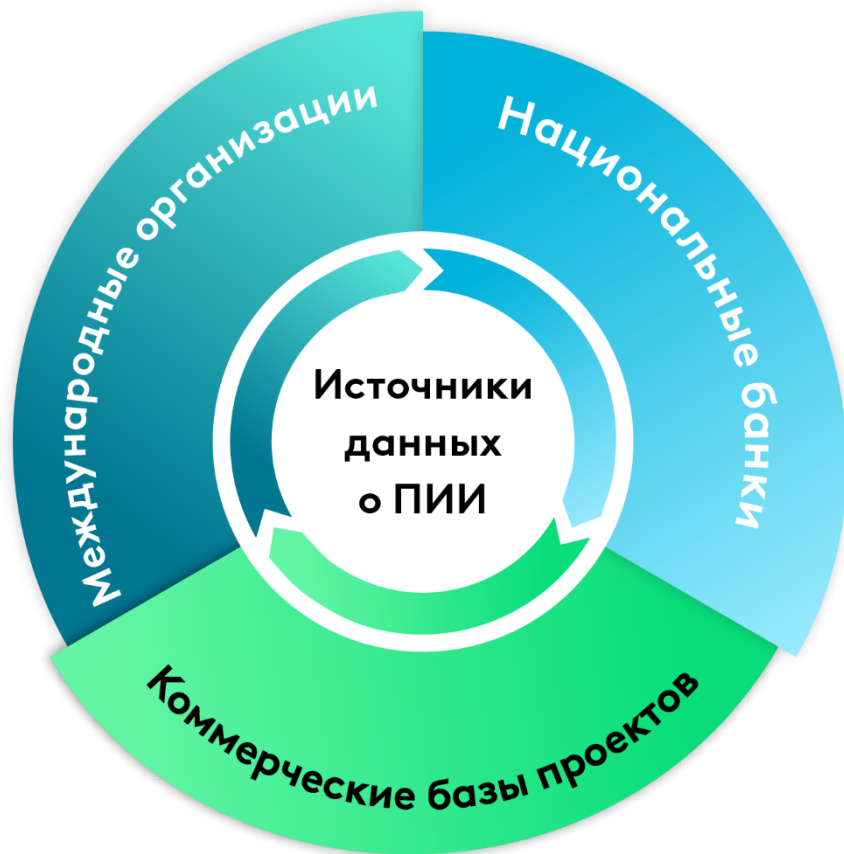 Международные организации
Национальные банки
Источники
данных
о ПИИ
Коммерческие базы проектов